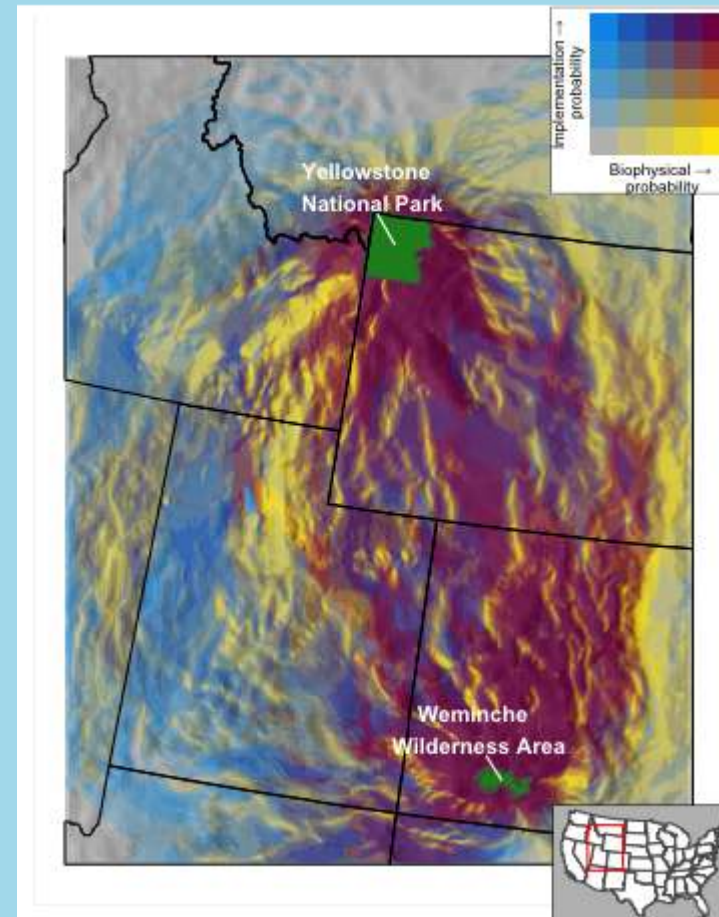 Implementation →
probability
Biophysical →
probability
Yellowstone
National Park
Weminche
Wilderness Area